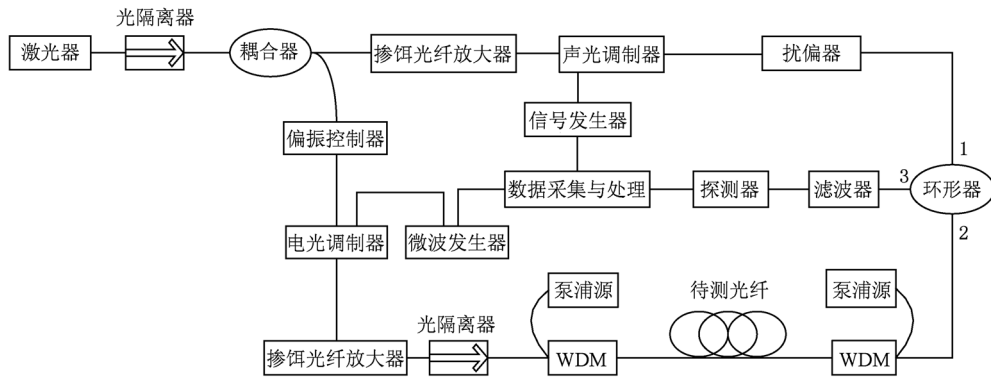 光隔离器
激光器
耦合器
掺饵光纤放大器
声光调制器
扰偏器
信号发生器
偏振控制器
1
3
数据采集与处理
探测器
滤波器
环形器
2
电光调制器
微波发生器
泵浦源
待测光纤
泵浦源
光隔离器
掺饵光纤放大器
WDM
WDM